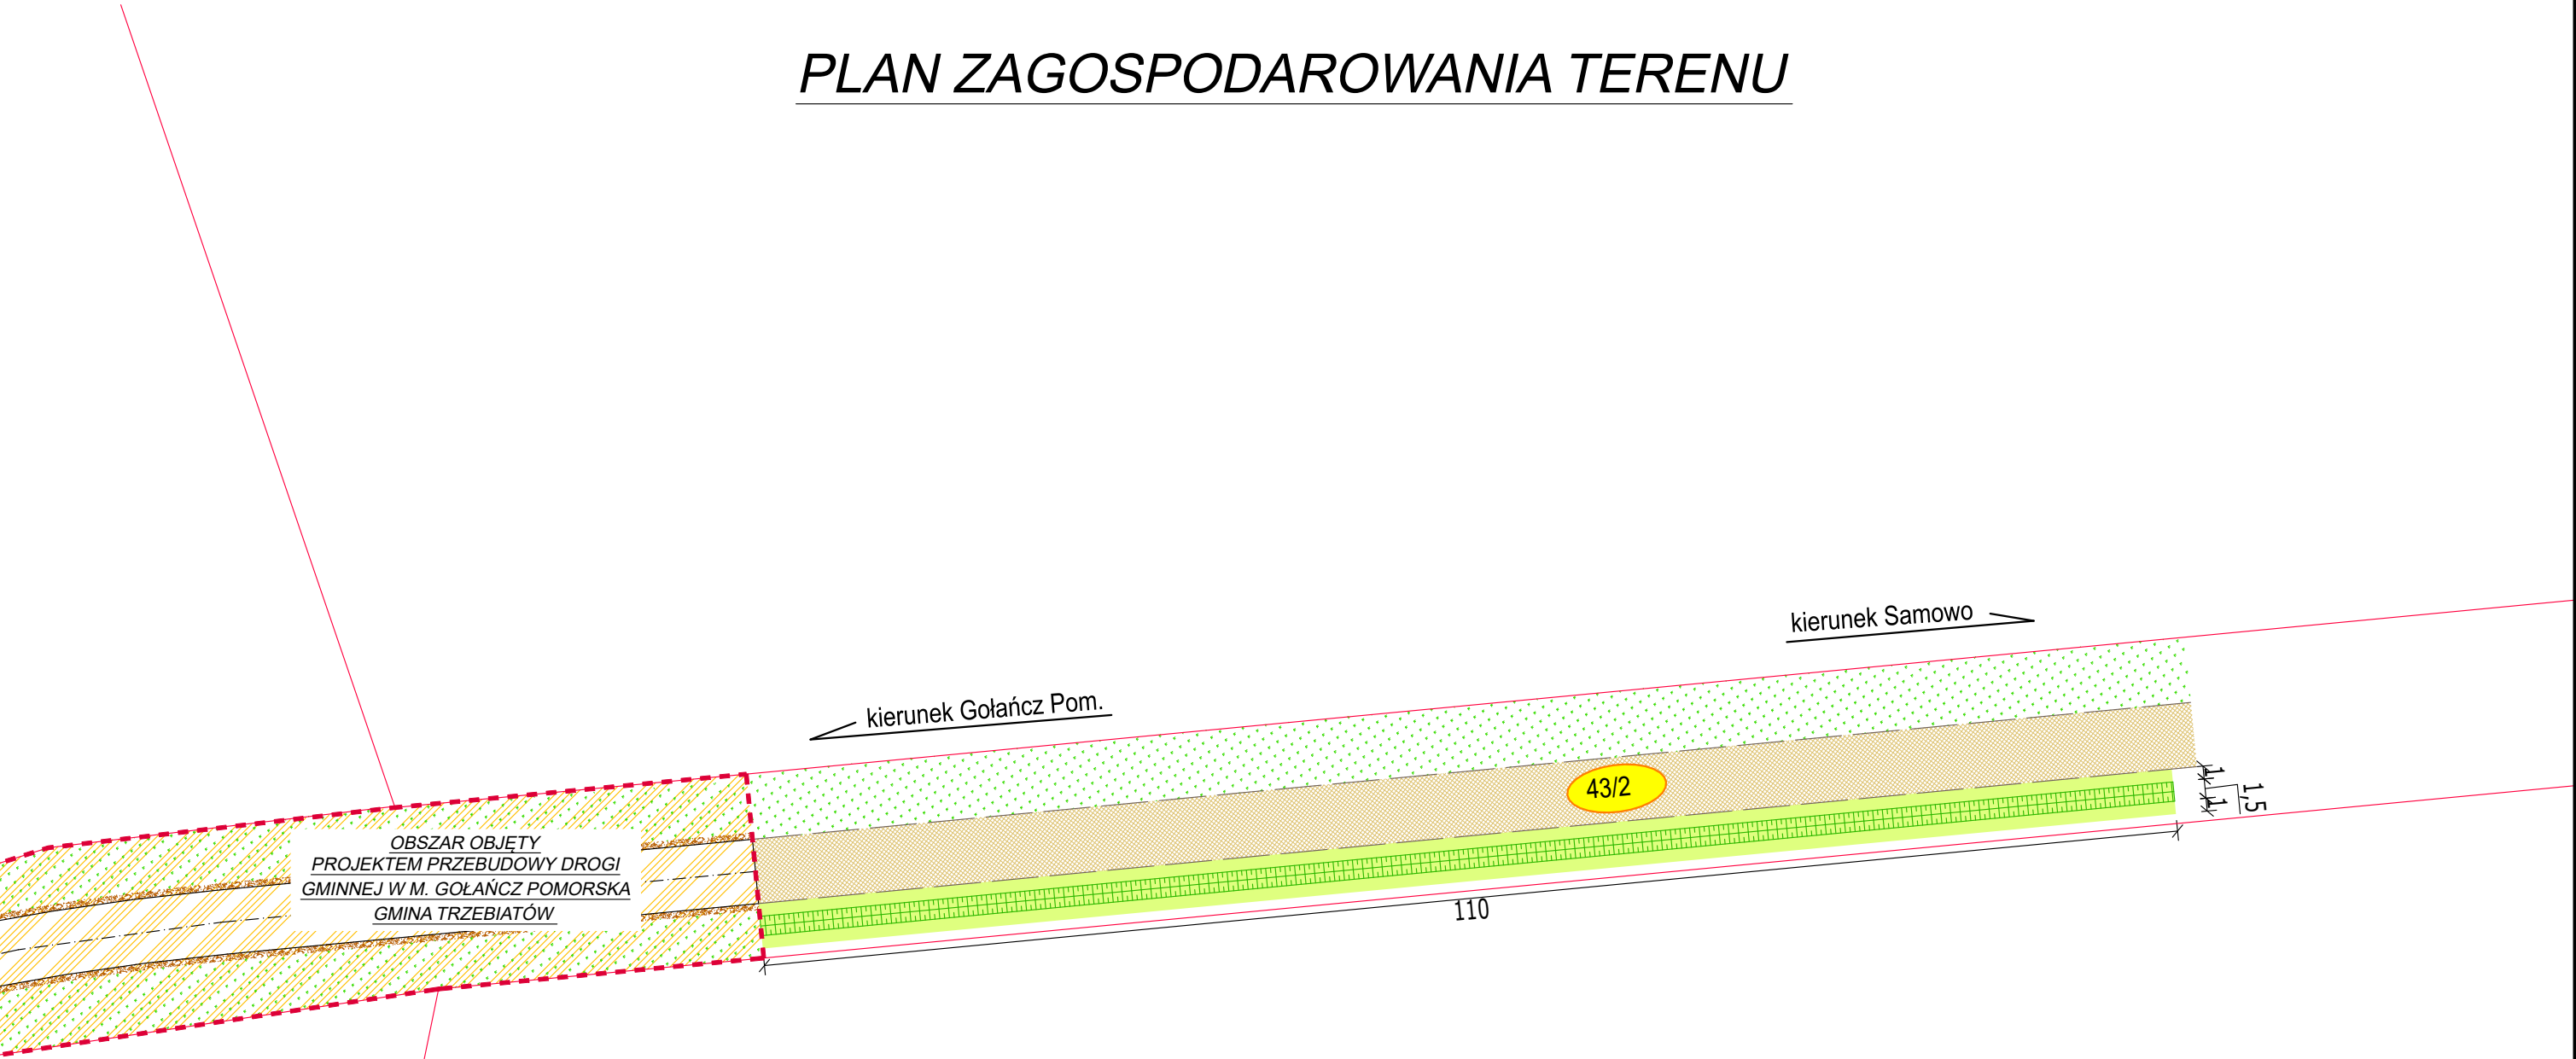 PLAN ZAGOSPODAROWANIA TERENU
kierunek Samowo
kierunek Gołańcz Pom.
43/2
1
1,5
1
OBSZAR OBJĘTY
PROJEKTEM PRZEBUDOWY DROGI
GMINNEJ W M. GOŁAŃCZ POMORSKA
GMINA TRZEBIATÓW
110